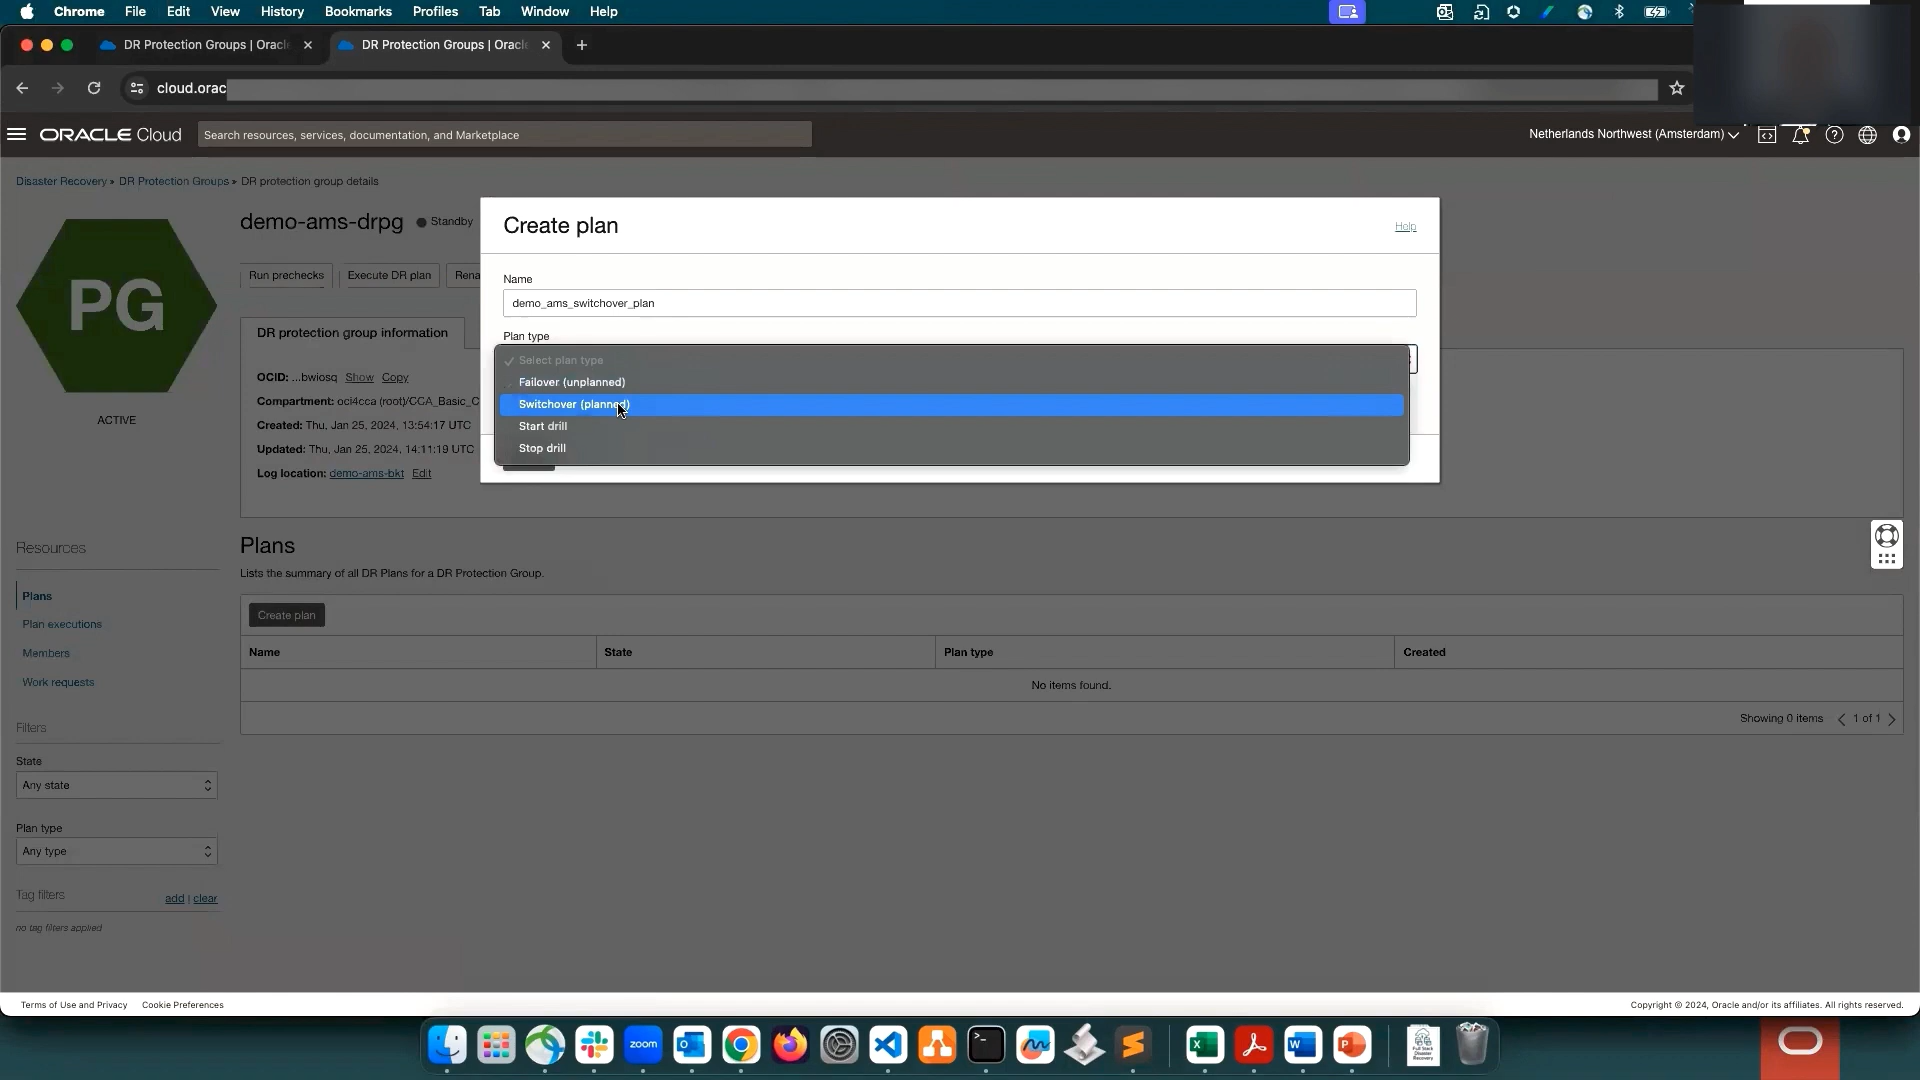 Chrome File Edit View History Bookmarks Profiles Tab Window Help
DR Protection Groups | Oracl
DR Protection Groups | Oracl
cloud.orac
ORACLE Cloud
Search resources, services, documentation, and Marketplace
Netherlands Northwest (Amsterdam)
Disaster Recovery » DR Protection Groups » DR protection group details
PG
ACTIVE
demo-ams-drpg
Standby
Run prechecks
Execute DR plan
Rena
DR protection group information
OCID: ...bwiosq Show Copy
Compartment: oci4cca (root)/CCA_Basic_C
Created: Thu, Jan 25, 2024, 13:54:17 UTC
Updated: Thu, Jan 25, 2024, 14:11:19 UTC
Log location: demo-ams-bkt Edit
Create plan
Help
Name
demo_ams_switchover_plan
Plan type
Select plan type
Failover (unplanned)
Switchover (planned)
Start drill
Stop drill
Resources
Plans
Plan executions
Members
Work requests
Filters
State
Any state
Plan type
Any type
Tag filters
add | clear
no tag filters applied
Plans
Lists the summary of all DR Plans for a DR Protection Group.
Create plan
Name State Plan type Created
No items found.
Showing 0 items 1 of 1
Terms of Use and Privacy Cookie Preferences
Copyright © 2024, Oracle and/or its affiliates. All rights reserved.
zoom